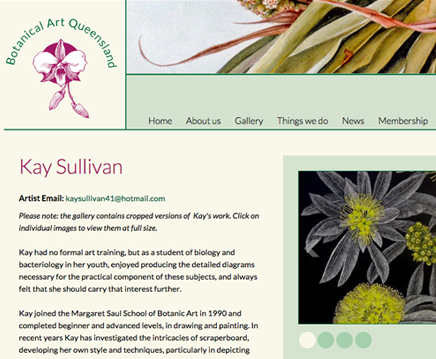 Botanical Art Queensland
Home About us Gallery Things we do News Membership
Kay Sullivan
Artist Email: kaysullivan41@hotmail.com
Please note: the gallery contains cropped versions of Kay's work. Click on
individual images to view them at full size.
Kay had no formal art training, but as a student of biology and
bacteriology in her youth, enjoyed producing the detailed diagrams
necessary for the practical component of these subjects, and always
felt that she should carry that interest further.
Kay joined the Margaret Saul School of Botanic Art in 1990 and
completed beginner and advanced levels, in drawing and painting. In
recent years Kay has investigated the intricacies of scraperboard,
developing her own style and techniques, particularly in depicting